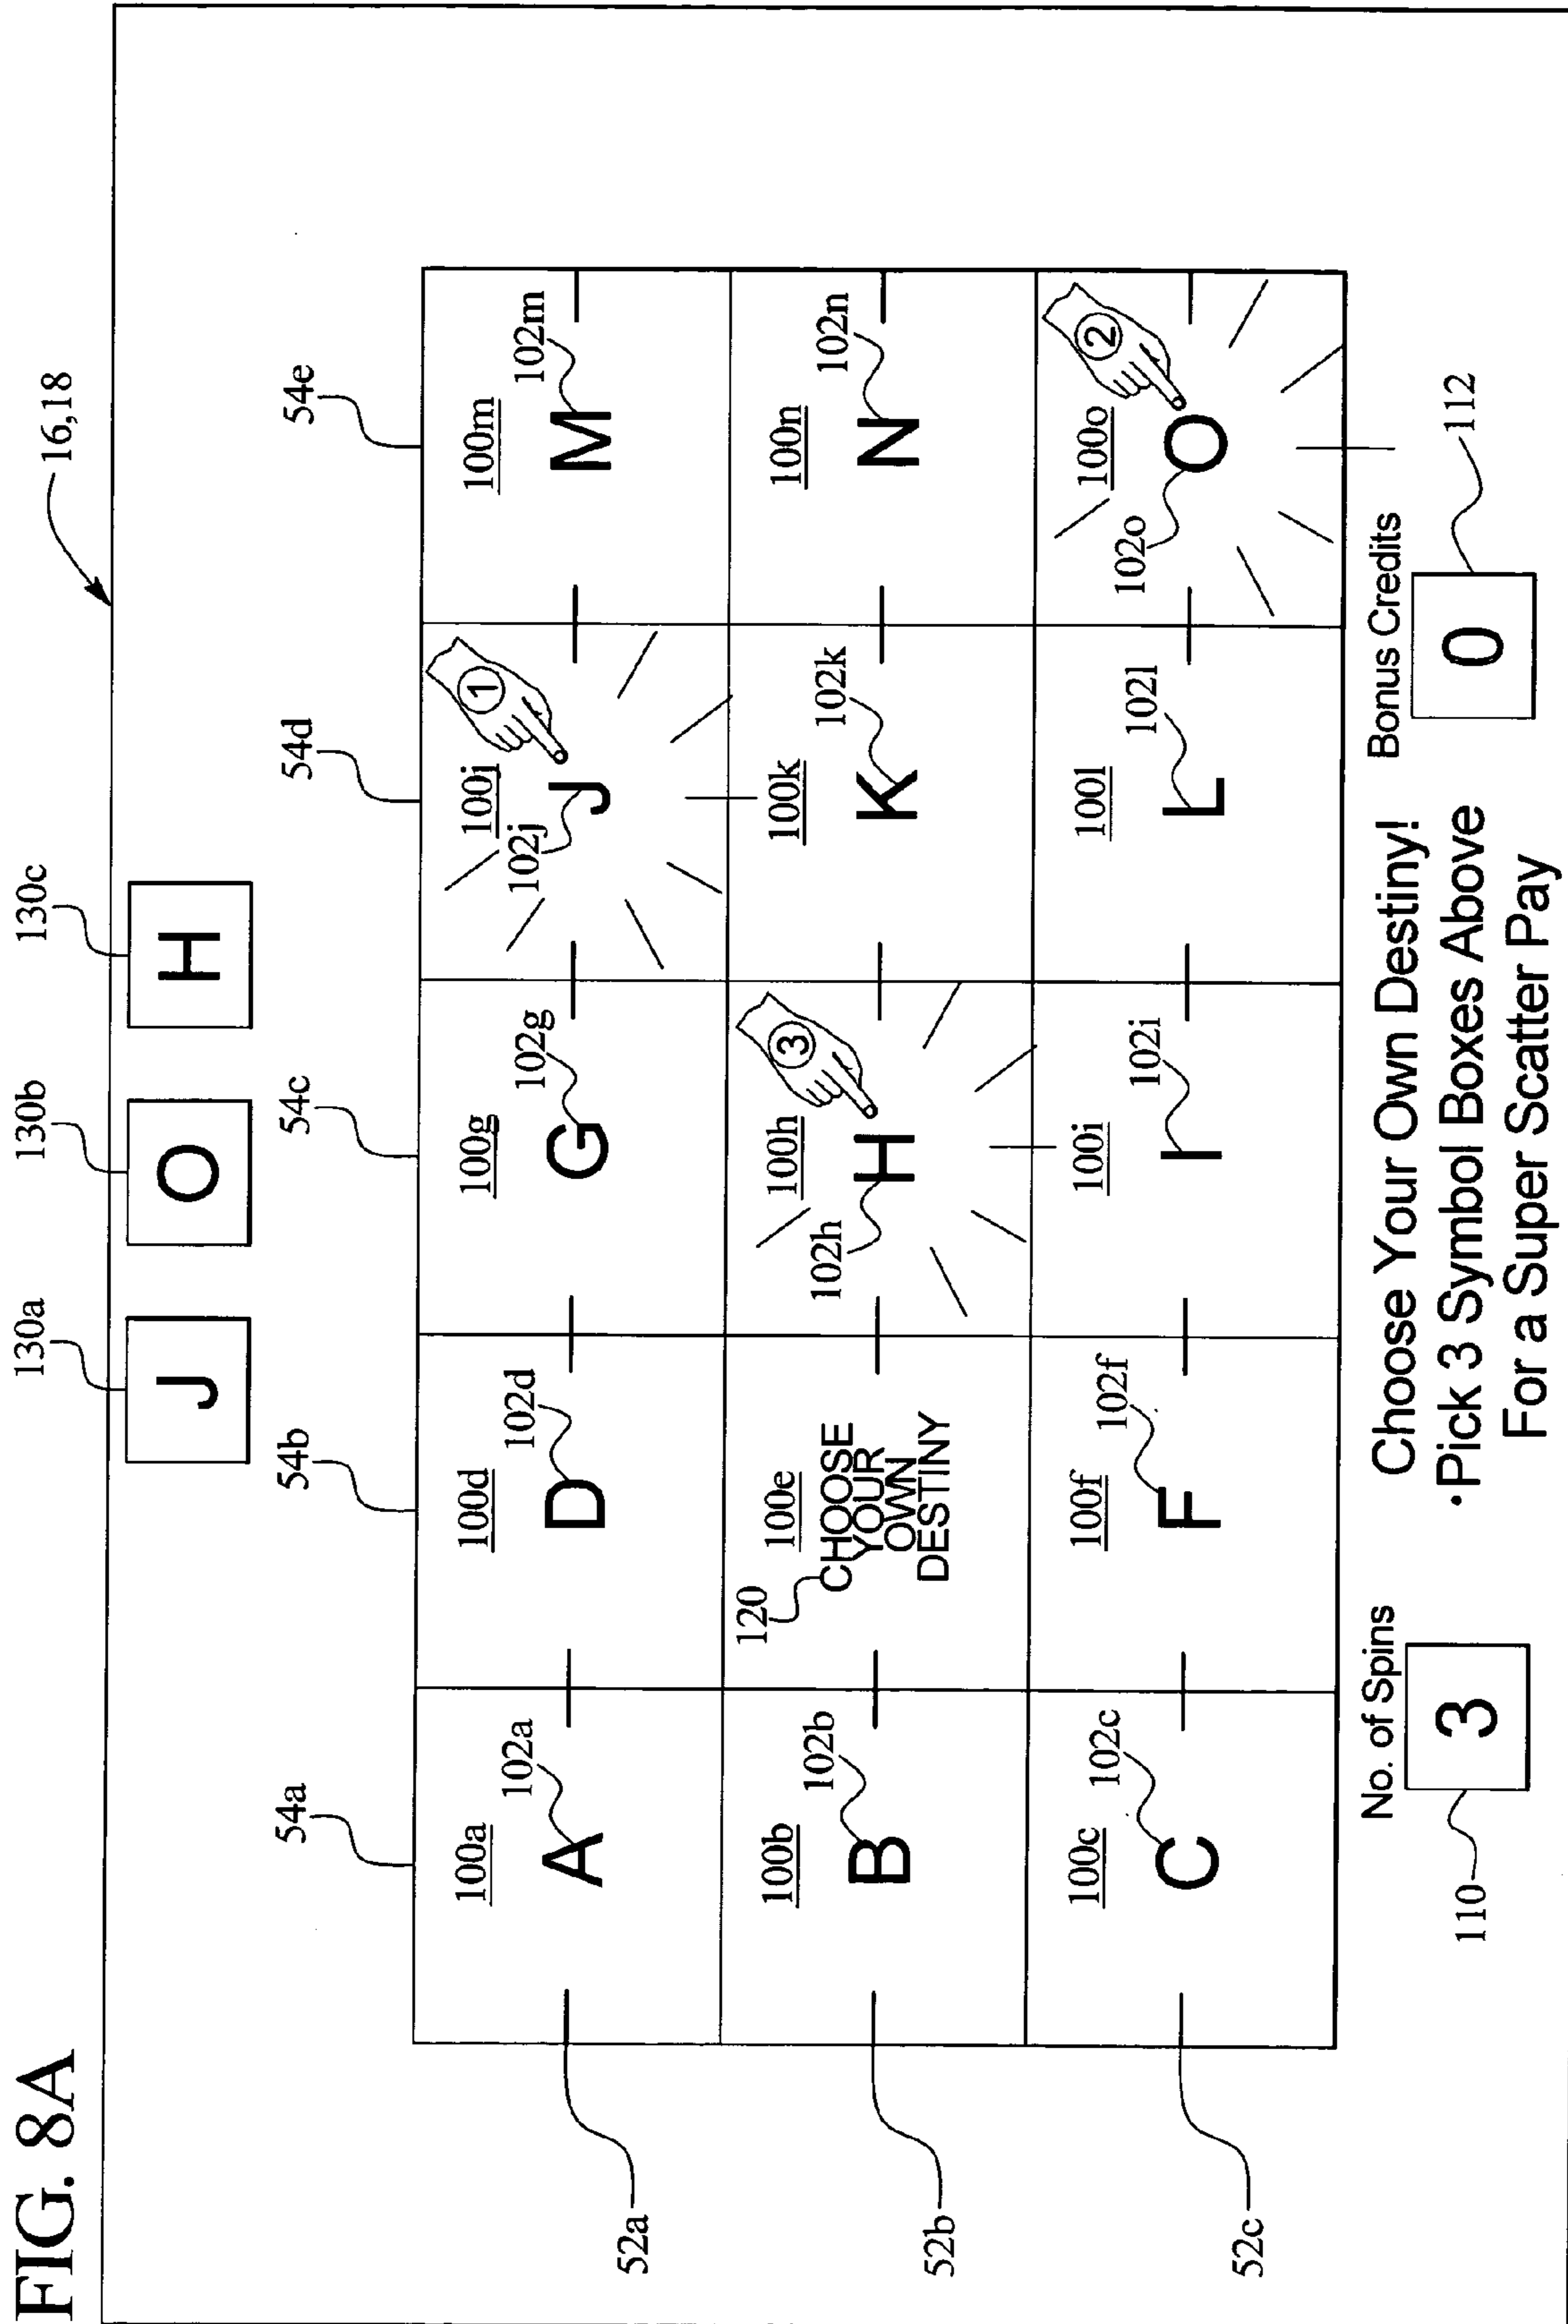 FIG. 8A
16,18
130a 130b 130c
J O H
54a 54b 54c 54d 54e
100a 100d 100g 100j 100m
A 102a D 102d G 102g J 102j ① M 102m
52a
100b 100e 100h 100k 100n
B 102b 120 CHOOSE
YOUR
OWN
DESTINY
H 102h ③ K 102k N 102n
52b
100c 100f 100i 100l 100o
C 102c F 102f I 102i L 102l O 102o ②
52c
No. of Spins
110 3
Choose Your Own Destiny!
•Pick 3 Symbol Boxes Above
For a Super Scatter Pay
Bonus Credits
0 112